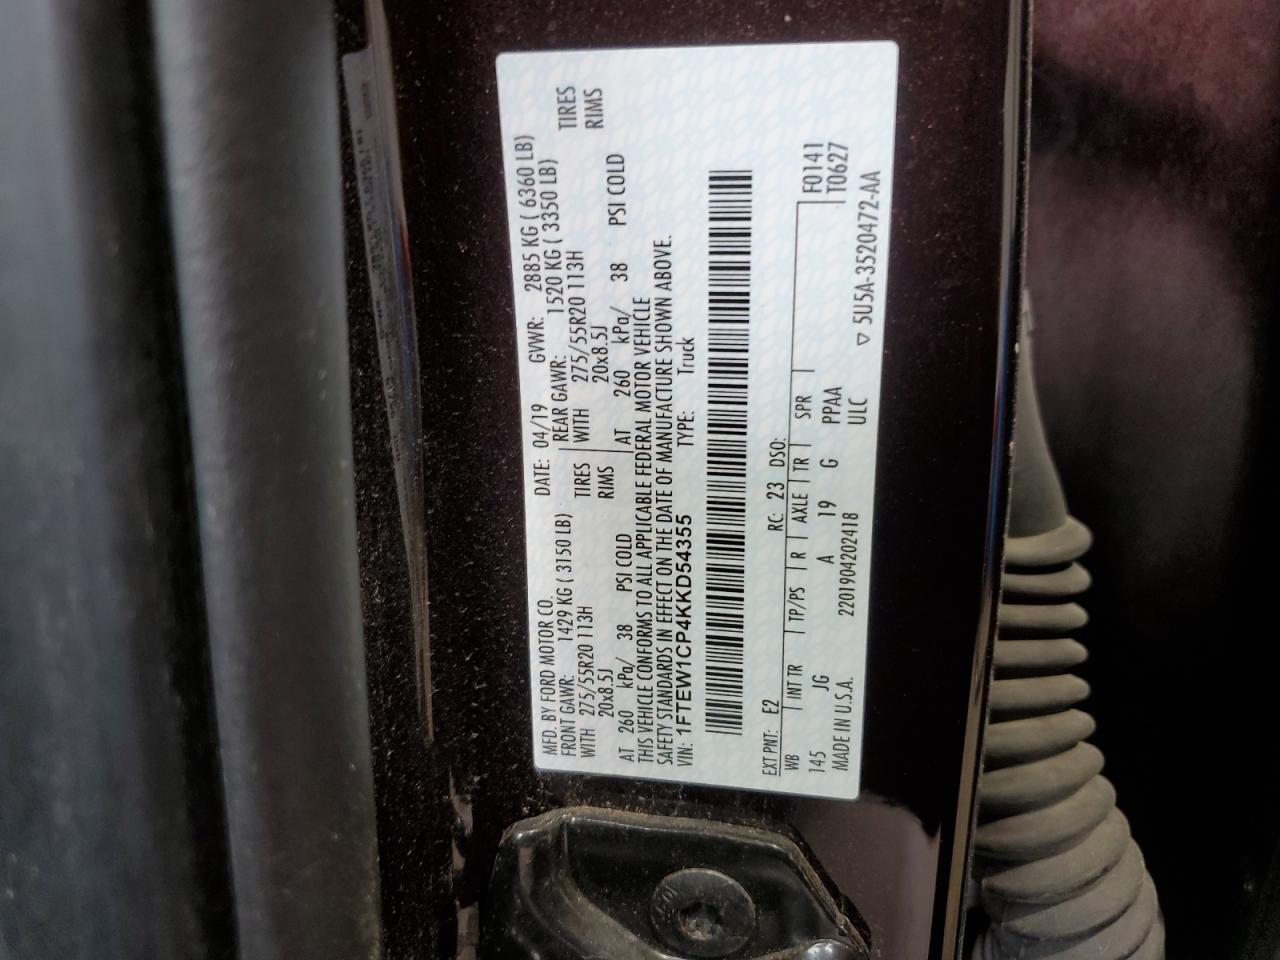 MFD. BY FORD MOTOR CO.
DATE: 04/19 GVWR: 2885 KG ( 6360 LB)
FRONT GAWR: 1429 KG ( 3150 LB) REAR GAWR: 1520 KG ( 3350 LB)
WITH 275/55R20 113H TIRES WITH 275/55R20 113H TIRES
20x8.5J RIMS 20x8.5J RIMS
AT 260 kPa/ 38 PSI COLD AT 260 kPa/ 38 PSI COLD
THIS VEHICLE CONFORMS TO ALL APPLICABLE FEDERAL MOTOR VEHICLE
SAFETY STANDARDS IN EFFECT ON THE DATE OF MANUFACTURE SHOWN ABOVE.
VIN: 1FTEW1CP4KKD54355 TYPE: Truck
EXT PNT: E2 RC: 23 DSO:
WB INT TR TP/PS R AXLE TR SPR F0141
145 JG A 19 G PPAA T0627
MADE IN U.S.A. 2201904202418 ULC
▽ 5U5A-3520472-AA